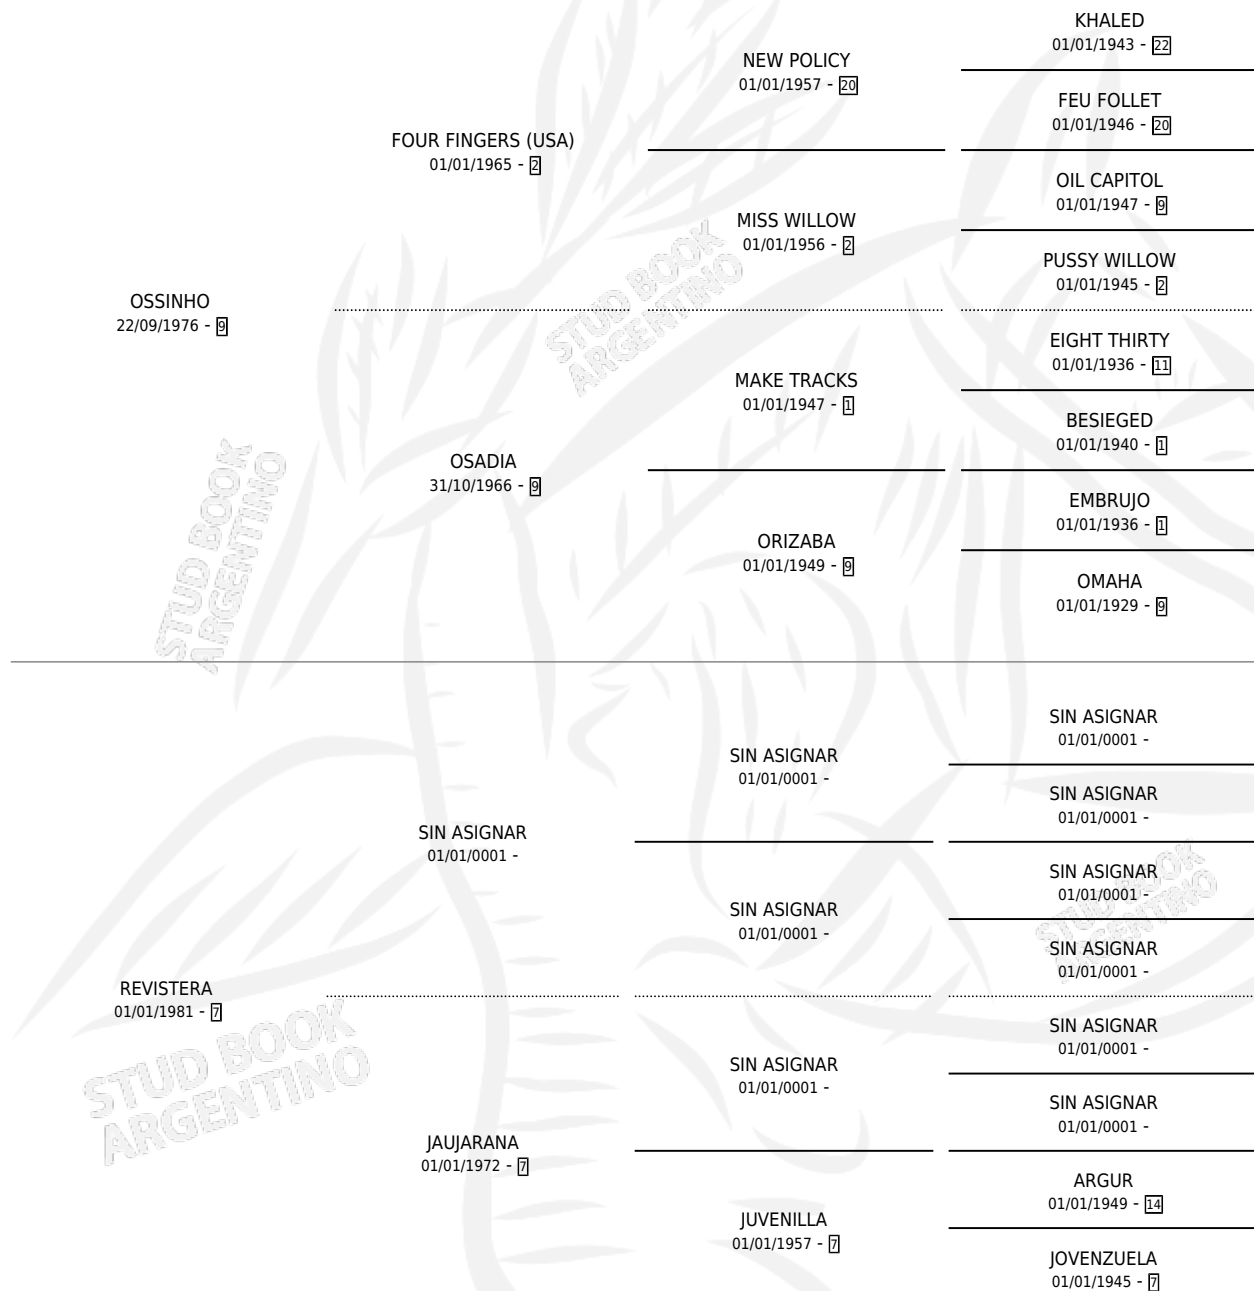 KHALED
01/01/1943 - 22
NEW POLICY
01/01/1957 - 20
FEU FOLLET
01/01/1946 - 20
FOUR FINGERS (USA)
01/01/1965 - 2
OIL CAPITOL
01/01/1947 - 9
MISS WILLOW
01/01/1956 - 2
PUSSY WILLOW
01/01/1945 - 2
OSSINHO
22/09/1976 - 9
EIGHT THIRTY
01/01/1936 - 11
MAKE TRACKS
01/01/1947 - 1
BESIEGED
01/01/1940 - 1
OSADIA
31/10/1966 - 9
EMBRUJO
01/01/1936 - 1
ORIZABA
01/01/1949 - 9
OMAHA
01/01/1929 - 9
SIN ASIGNAR
01/01/0001 -
SIN ASIGNAR
01/01/0001 -
SIN ASIGNAR
01/01/0001 -
SIN ASIGNAR
01/01/0001 -
SIN ASIGNAR
01/01/0001 -
SIN ASIGNAR
01/01/0001 -
SIN ASIGNAR
01/01/0001 -
REVISTERA
01/01/1981 - 7
SIN ASIGNAR
01/01/0001 -
SIN ASIGNAR
01/01/0001 -
SIN ASIGNAR
01/01/0001 -
JAUJARANA
01/01/1972 - 7
ARGUR
01/01/1949 - 14
JUVENILLA
01/01/1957 - 7
JOVENZUELA
01/01/1945 - 7
STUD BOOK
ARGENTINO
STUD BOOK
ARGENTINO
STUD BOOK
ARGENTINO
STUD BOOK
ARGENTINO